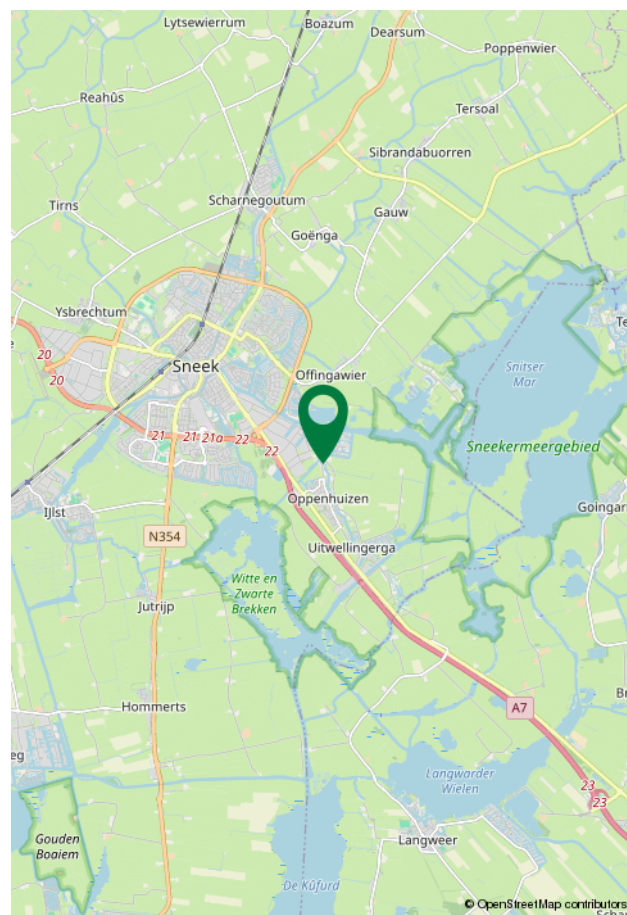 Lytsewierrum
Boazum
Dearsum
Poppenwier
Reahûs
Tersoal
Sibrandabuorren
Tirns
Scharnegoutum
Gauw
Goënga
Ysbrechtum
Te
e
20
20
Sneek
Offingawier
Snitser
Mar
21
21
21a
22
22
Sneekermeergebied
Oppenhuizen
IJlst
Goingar
N354
Uitwellingerga
Witte en
Zwarte
Brekken
Jutrijp
Hommerts
A7
Br
eg
Langwarder
Wielen
23
23
Gouden
Boaiem
Langweer
De Kûfurd
© OpenStreetMap contributors
Scha